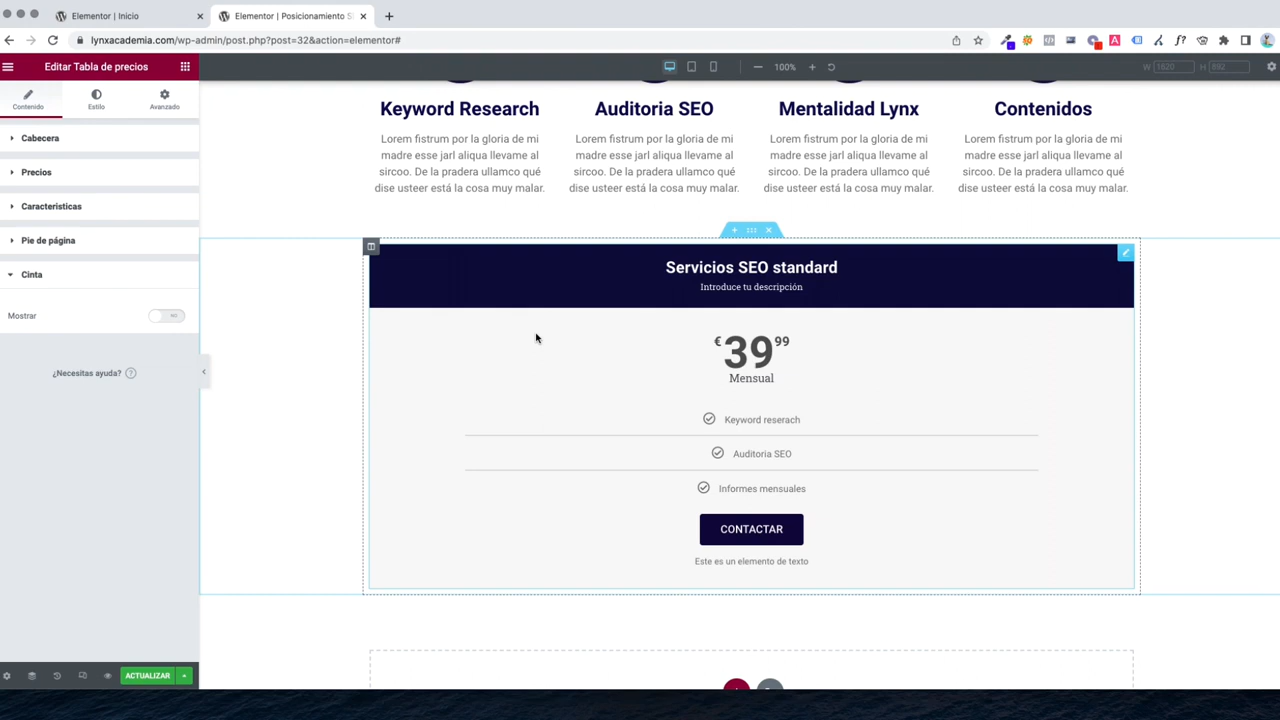 Elementor | Inicio
Elementor | Posicionamiento S
lynxacademia.com/wp-admin/post.php?post=32&action=elementor#
Editar Tabla de precios
100%
W 1620
H 892
Contenido
Estilo
Avanzado
Cabecera
Precios
Caracteristicas
Pie de página
Cinta
Mostrar
NO
¿Necesitas ayuda?
ACTUALIZAR
Keyword Research
Lorem fistrum por la gloria de mi
madre esse jarl aliqua llevame al
sircoo. De la pradera ullamco qué
dise usteer está la cosa muy malar.
Auditoria SEO
Lorem fistrum por la gloria de mi
madre esse jarl aliqua llevame al
sircoo. De la pradera ullamco qué
dise usteer está la cosa muy malar.
Mentalidad Lynx
Lorem fistrum por la gloria de mi
madre esse jarl aliqua llevame al
sircoo. De la pradera ullamco qué
dise usteer está la cosa muy malar.
Contenidos
Lorem fistrum por la gloria de mi
madre esse jarl aliqua llevame al
sircoo. De la pradera ullamco qué
dise usteer está la cosa muy malar.
Servicios SEO standard
Introduce tu descripción
€3999
Mensual
Keyword reserach
Auditoria SEO
Informes mensuales
CONTACTAR
Este es un elemento de texto